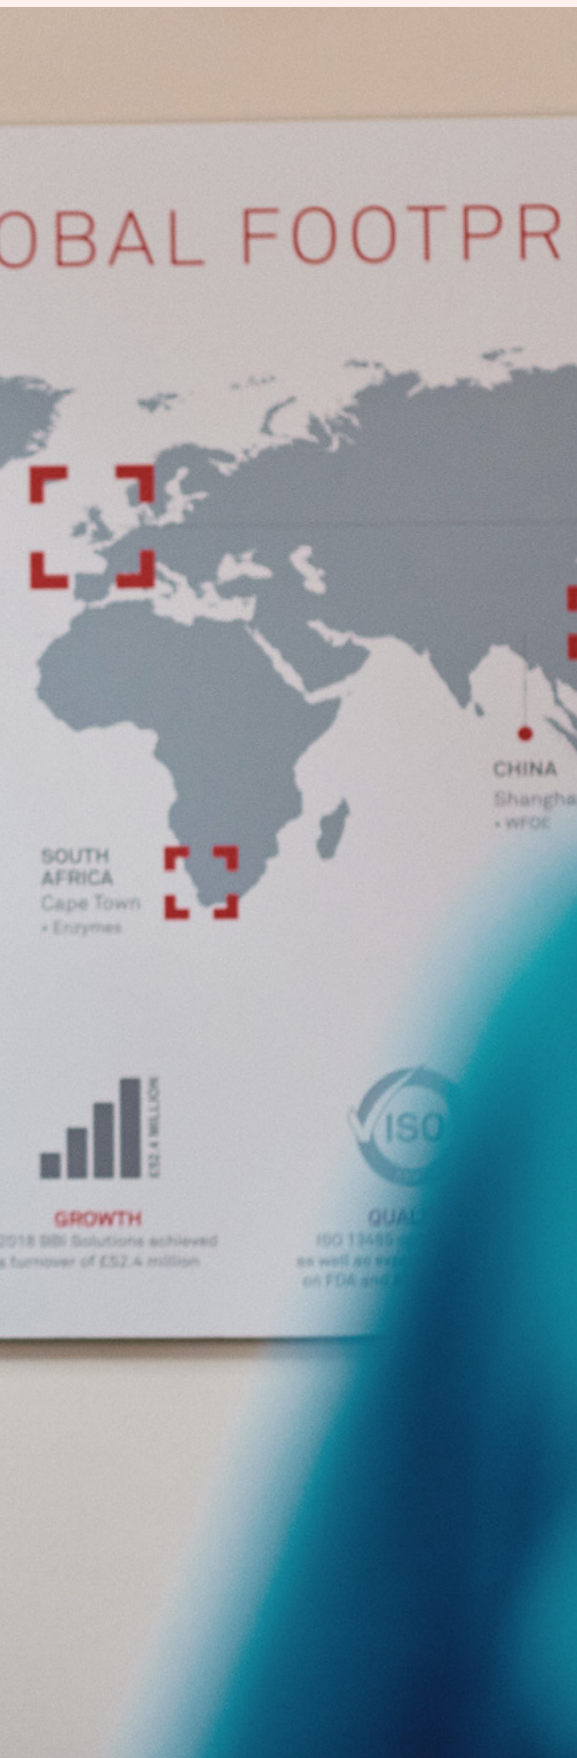 OBAL FOOTPR
CHINA
Shangha
• WFOE
SOUTH
AFRICA
Cape Town
• Enzymes
£52.4 MILLION
GROWTH
2018 BBI Solutions achieved
a turnover of £52.4 million
ISO
QUAL
ISO 13485
as well as exp
on FDA and